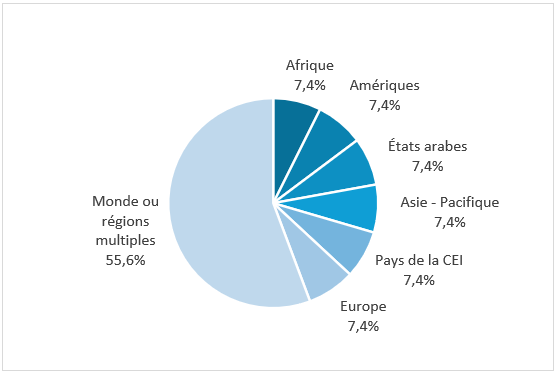 Afrique
7,4%
Amériques
7,4%
États arabes
7,4%
Asie - Pacifique
7,4%
Pays de la CEI
7,4%
Europe
7,4%
Monde ou
régions
multiples
55,6%